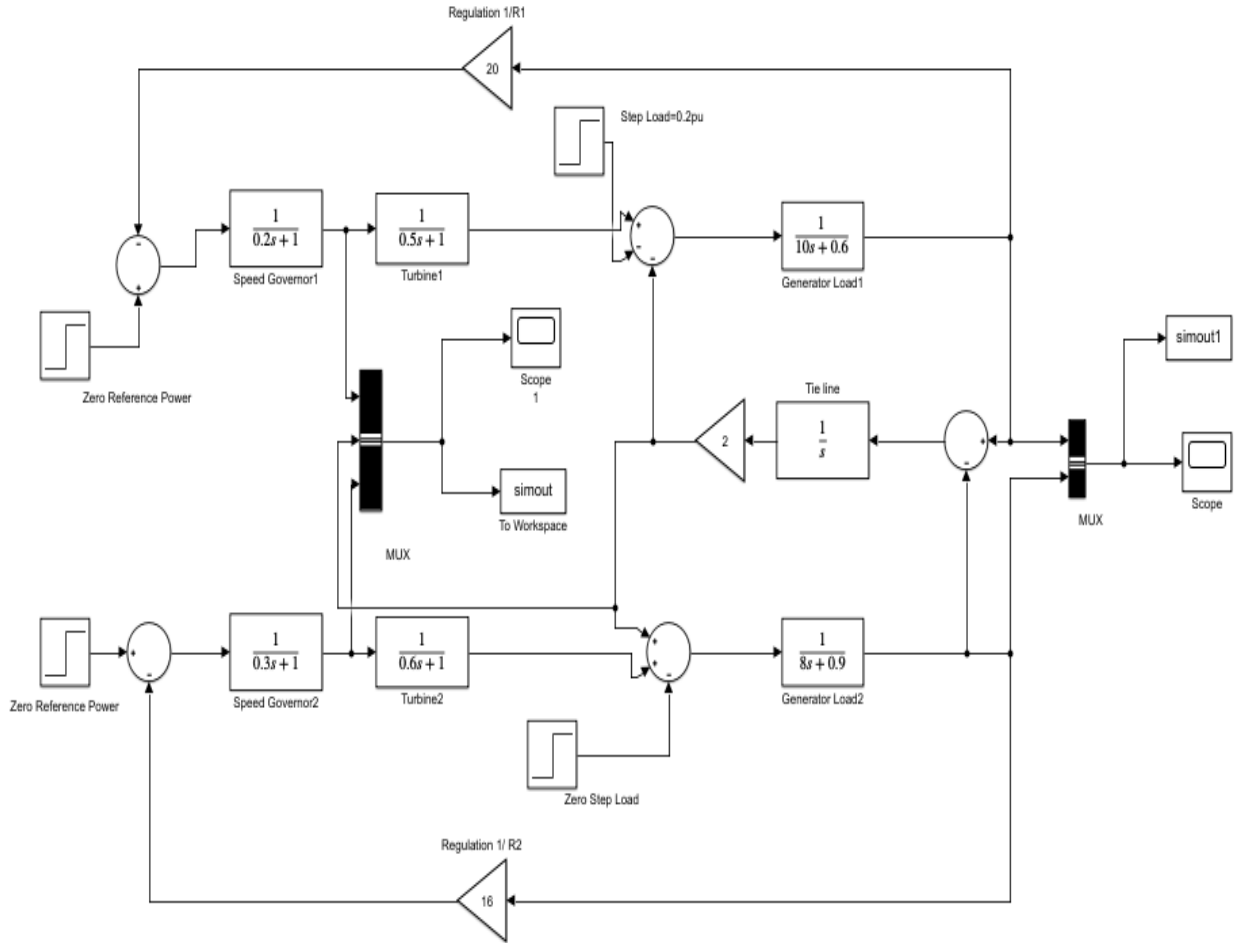 Regulation 1/R1
20
Step Load=0.2pu
1
0.2s + 1
Speed Governor1
1
0.5s + 1
Turbine1
+
-
-
1
10s + 0.6
Generator Load1
-
+
Zero Reference Power
Scope
1
simout1
Tie line
2
1
s
+
-
Scope
MUX
simout
To Workspace
MUX
Zero Reference Power
+
-
1
0.3s + 1
Speed Governor2
1
0.6s + 1
Turbine2
+
+
-
1
8s + 0.9
Generator Load2
Zero Step Load
Regulation 1/ R2
16